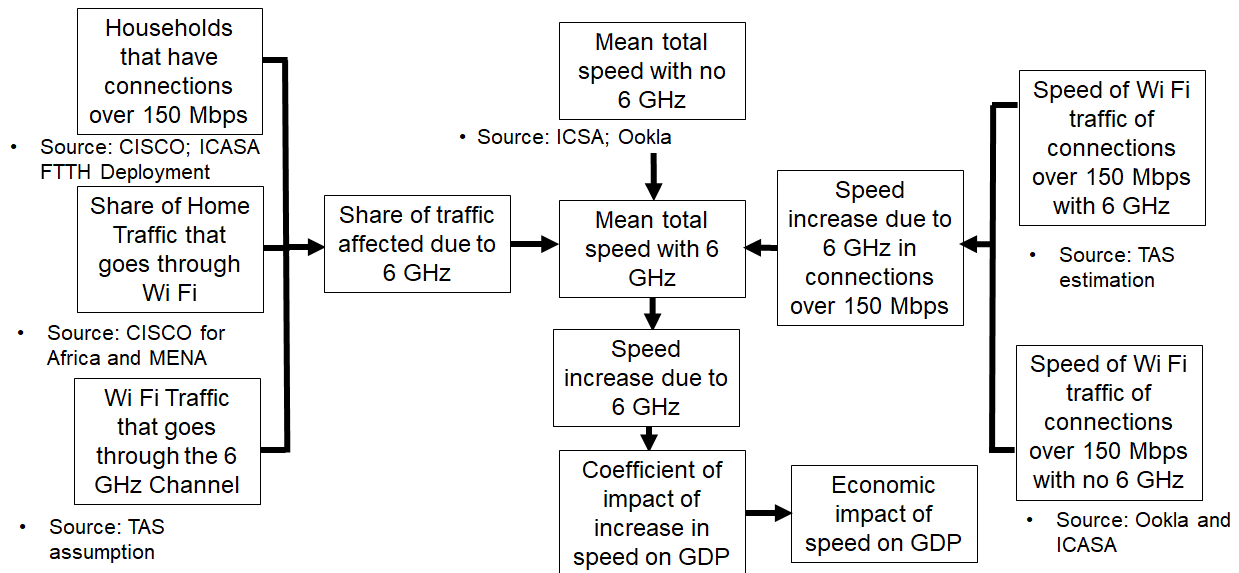 Households
that have
connections
over 150 Mbps
• Source: CISCO; ICASA
FTTH Deployment
Share of Home
Traffic that
goes through
Wi Fi
• Source: CISCO for
Africa and MENA
Wi Fi Traffic
that goes
through the 6
GHz Channel
• Source: TAS
assumption
Share of traffic
affected due to
6 GHz
Mean total
speed with no
6 GHz
• Source: ICSA; Ookla
Mean total
speed with 6
GHz
Speed
increase due to
6 GHz
Coefficient of
impact of
increase in
speed on GDP
Economic
impact of
speed on GDP
Speed
increase due to
6 GHz in
connections
over 150 Mbps
Speed of Wi Fi
traffic of
connections
over 150 Mbps
with 6 GHz
• Source: TAS
estimation
Speed of Wi Fi
traffic of
connections
over 150 Mbps
with no 6 GHz
• Source: Ookla and
ICASA